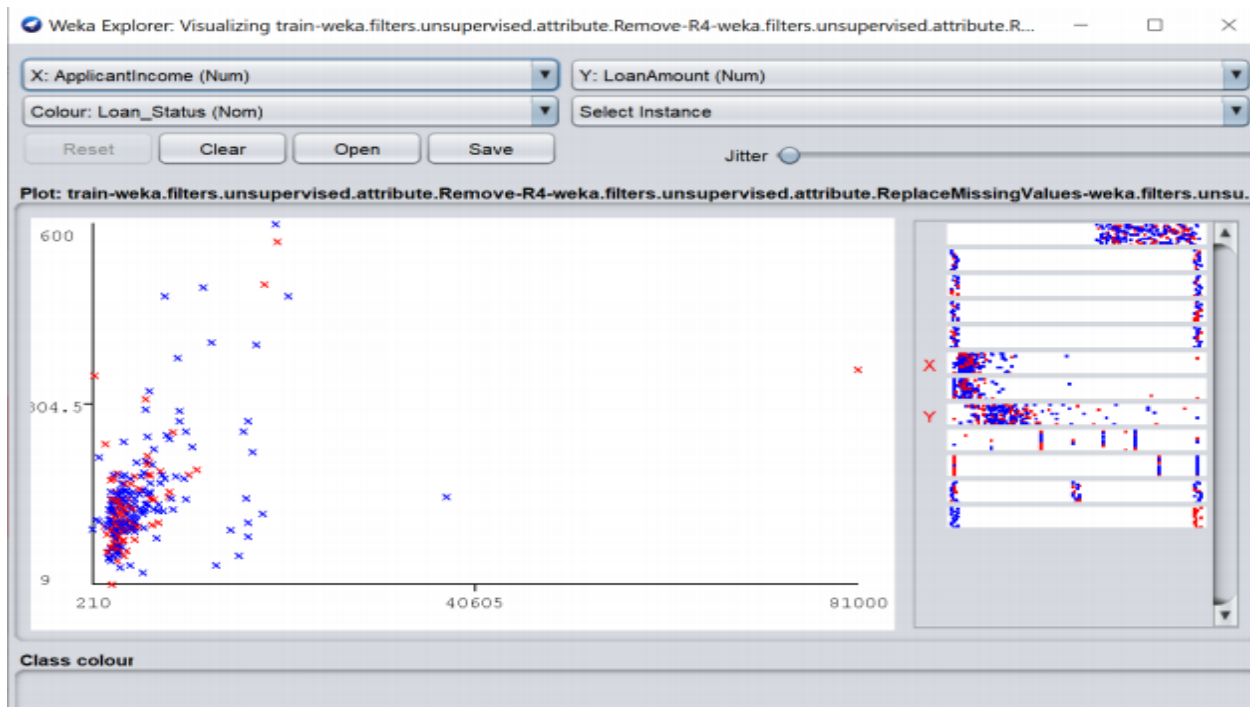 Weka Explorer: Visualizing train-weka.filters.unsupervised.attribute.Remove-R4-weka.filters.unsupervised.attribute.R...
X: ApplicantIncome (Num) Y: LoanAmount (Num)
Colour: Loan_Status (Nom) Select Instance
Reset Clear Open Save Jitter
Plot: train-weka.filters.unsupervised.attribute.Remove-R4-weka.filters.unsupervised.attribute.ReplaceMissingValues-weka.filters.unsu.
600
X
304.5 Y
9
210 40605 81000
Class colour